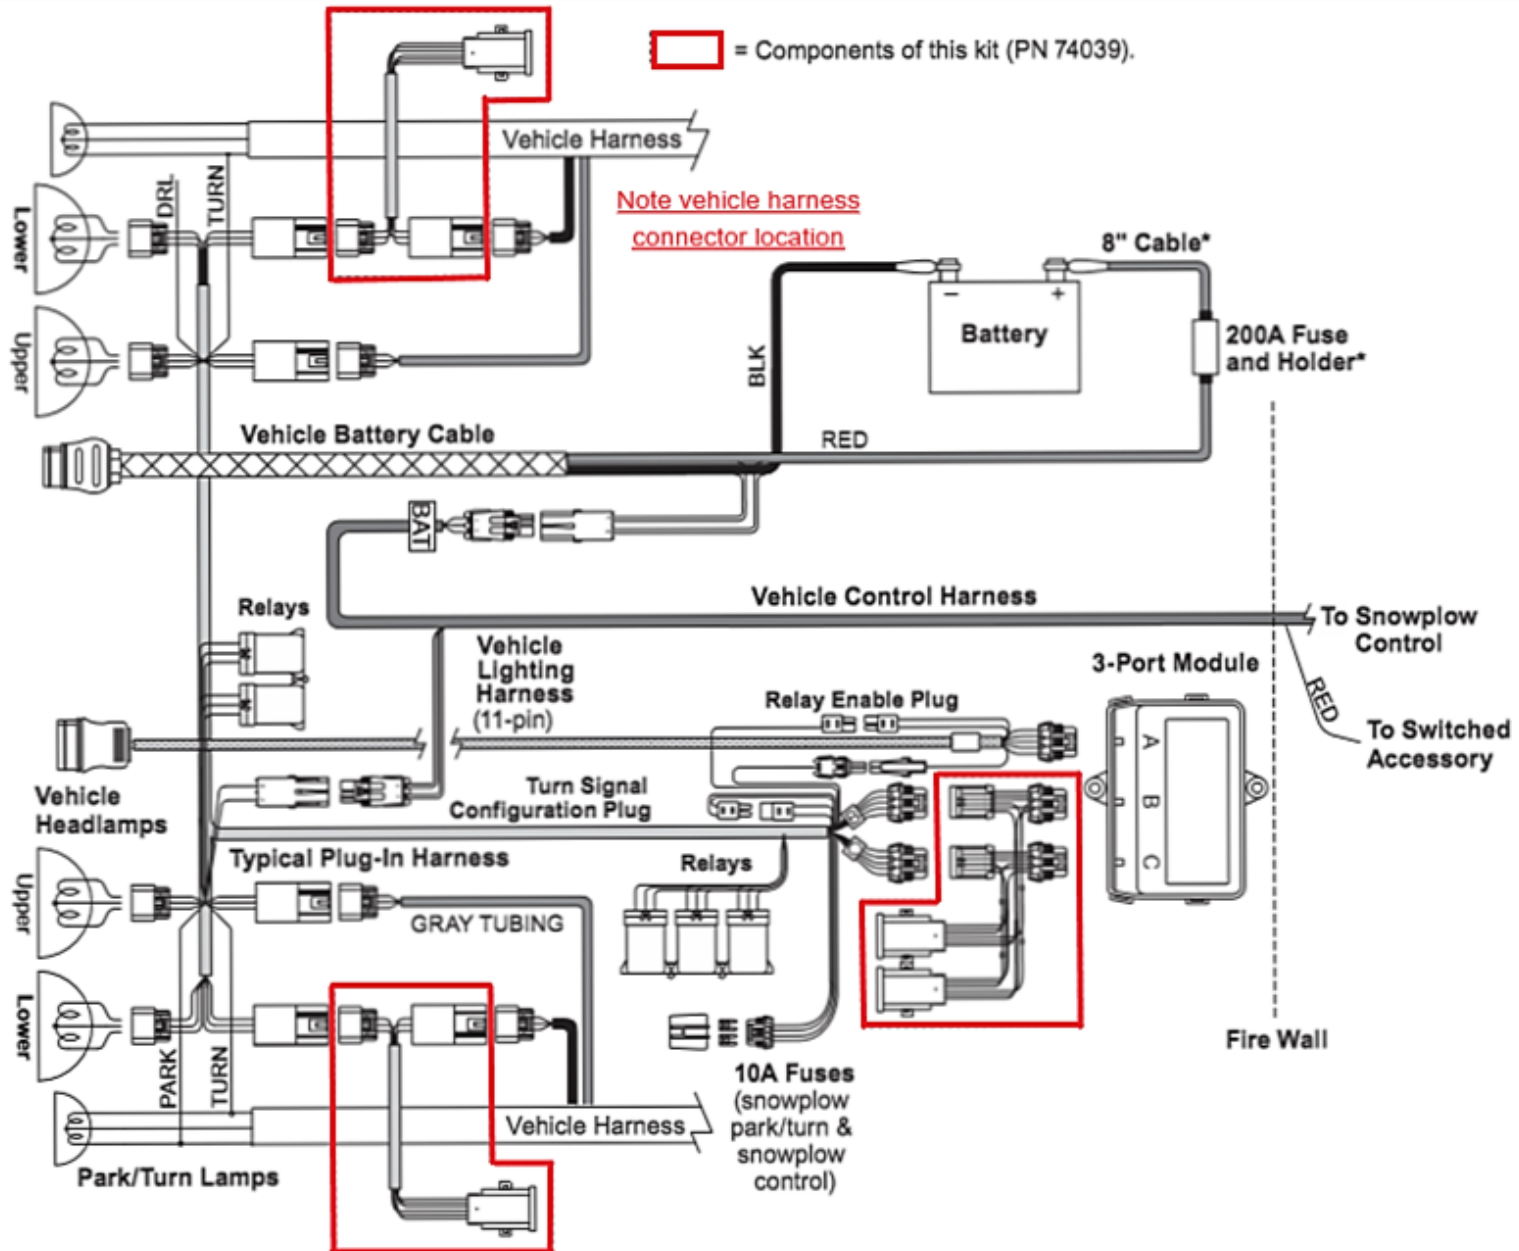 = Components of this kit (PN 74039).
Vehicle Harness
DRL
TURN
Lower
Upper
Note vehicle harness
connector location
8" Cable*
Battery
−
+
200A Fuse
and Holder*
BLK
RED
Vehicle Battery Cable
BAT
Vehicle Control Harness
To Snowplow
Control
RED
To Switched
Accessory
Relays
Vehicle
Lighting
Harness
(11-pin)
3-Port Module
A
B
C
Relay Enable Plug
Turn Signal
Configuration Plug
Vehicle
Headlamps
Typical Plug-In Harness
Relays
Upper
GRAY TUBING
Lower
PARK
TURN
Fire Wall
10A Fuses
(snowplow
park/turn &
snowplow
control)
Vehicle Harness
Park/Turn Lamps